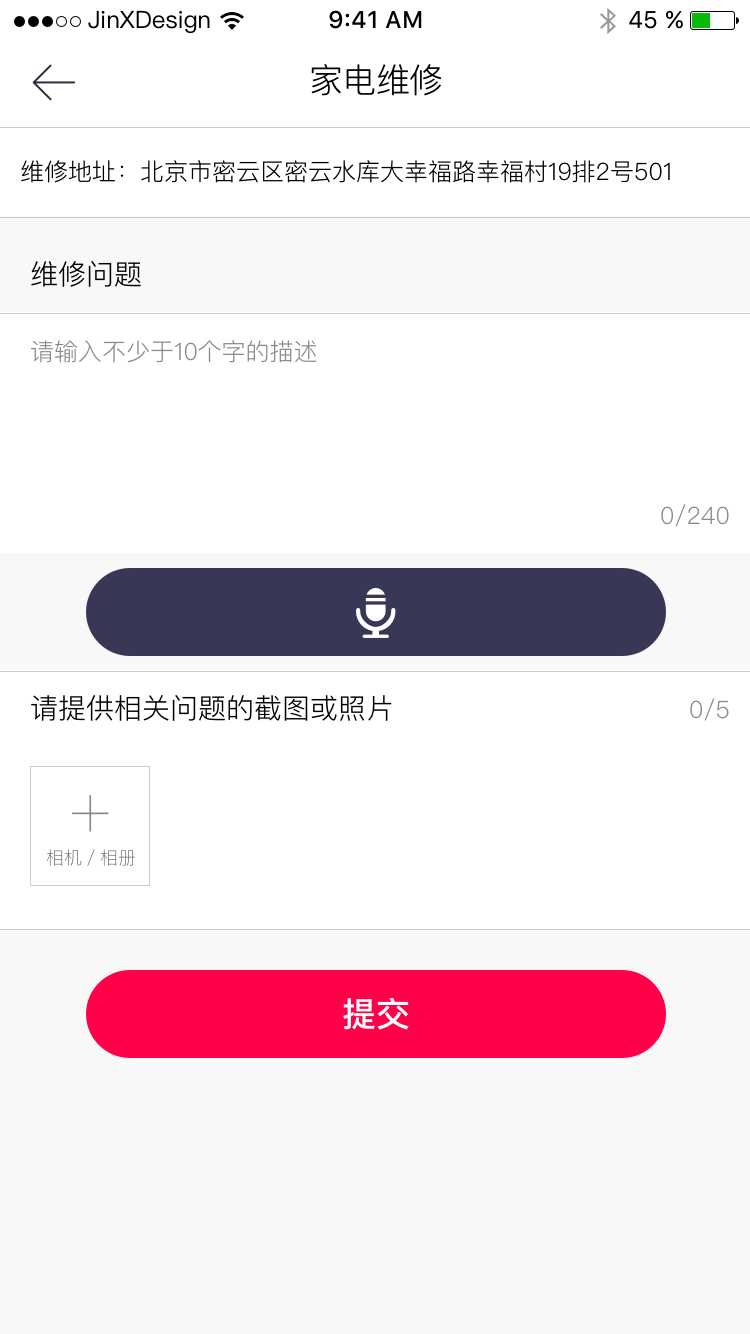 JinXDesign 9:41 AM 45 %
家电维修
维修地址：北京市密云区密云水库大幸福路幸福村19排2号501
维修问题
请输入不少于10个字的描述
0/240
请提供相关问题的截图或照片 0/5
相机 / 相册
提交